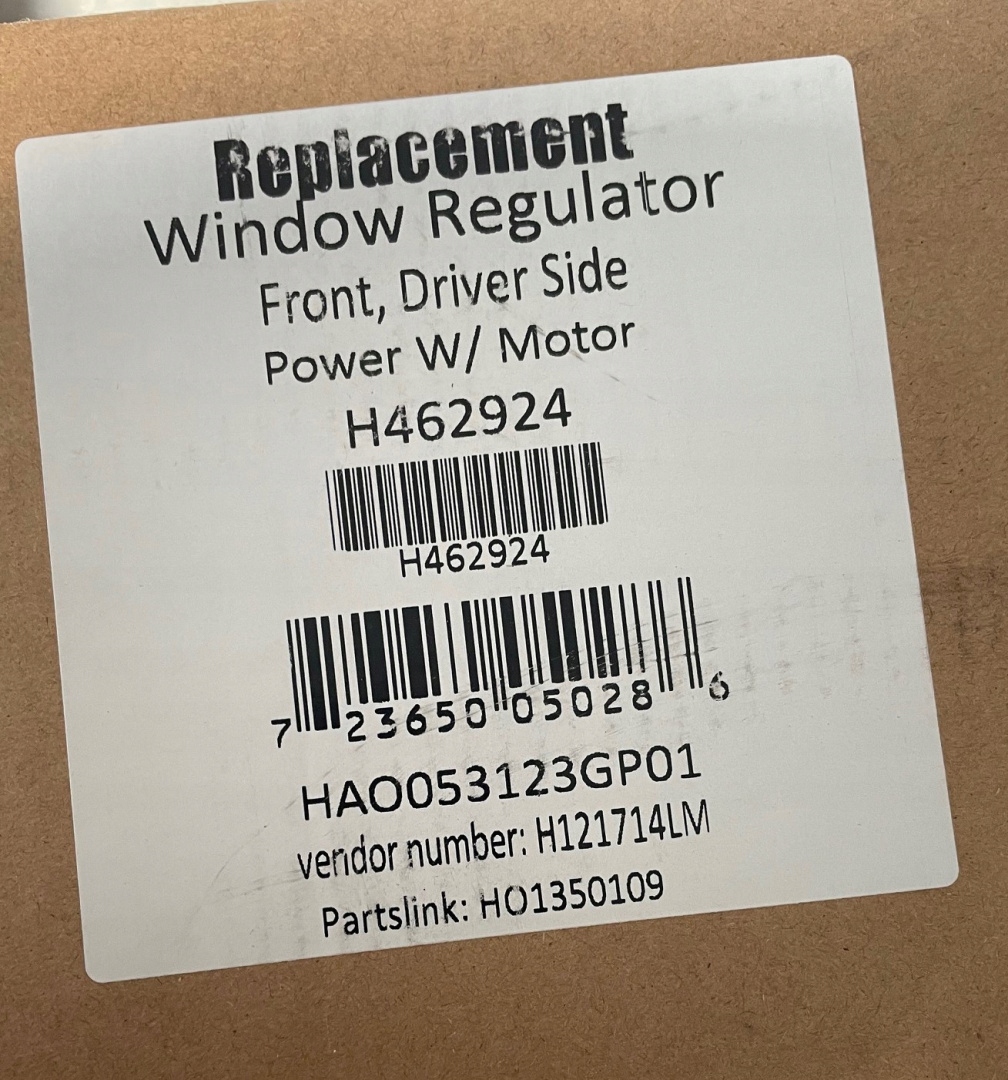 Replacement
Window Regulator
Front, Driver Side
Power W/ Motor
H462924
H462924
7 23650 05028 6
HAO053123GP01
vendor number: H121714LM
Partslink: HO1350109